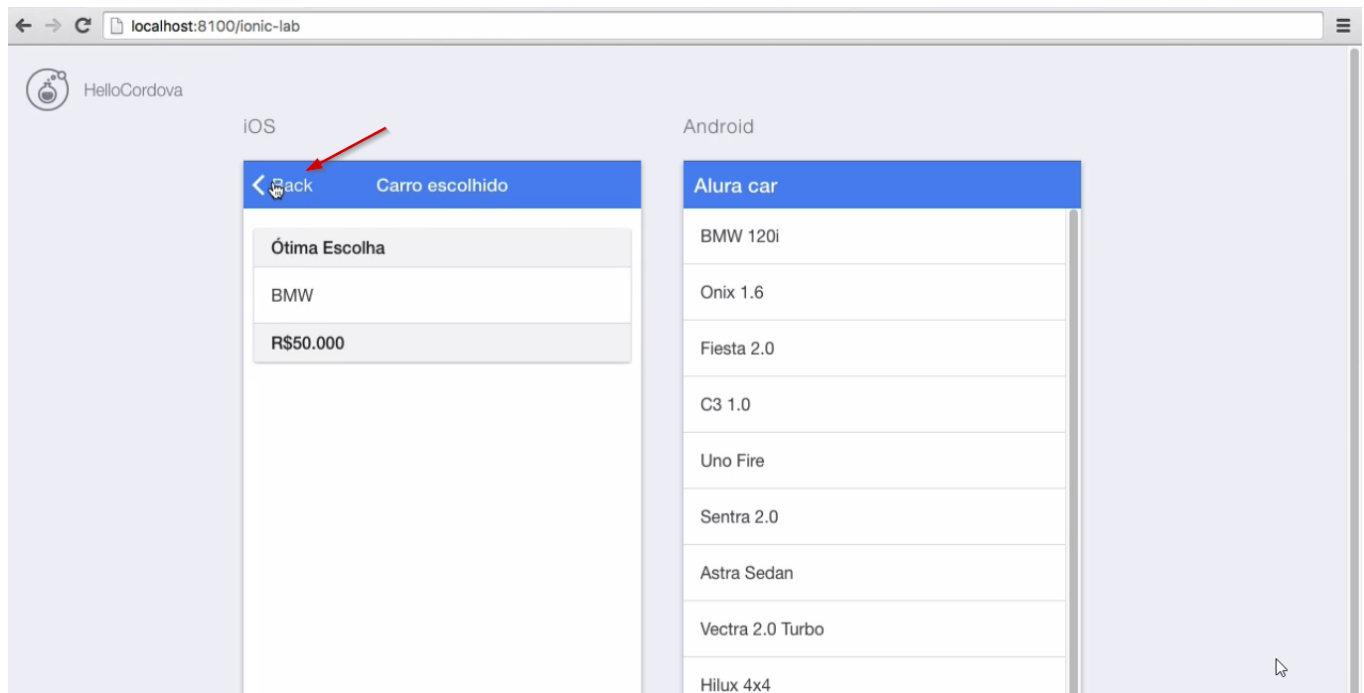 localhost:8100/ionic-lab
HelloCordova
iOS
Back
Carro escolhido
Ótima Escolha
BMW
R$50.000
Android
Alura car
BMW 120i
Onix 1.6
Fiesta 2.0
C3 1.0
Uno Fire
Sentra 2.0
Astra Sedan
Vectra 2.0 Turbo
Hilux 4x4